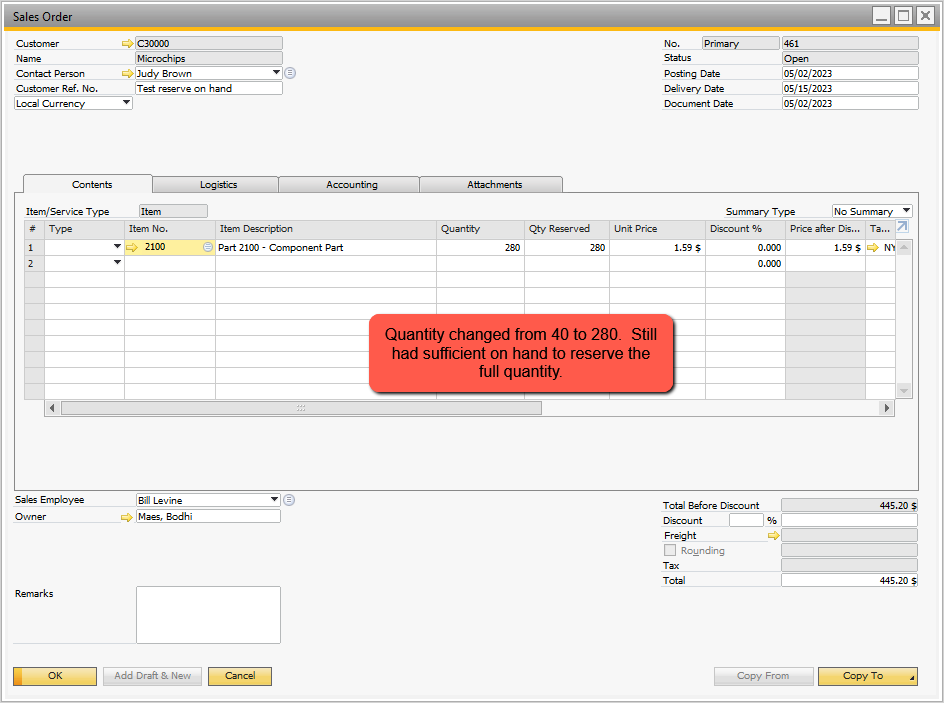 Sales Order
Customer C30000 No. Primary 461
Name Microchips Status Open
Contact Person Judy Brown Posting Date 05/02/2023
Customer Ref. No. Test reserve on hand Delivery Date 05/15/2023
Local Currency Document Date 05/02/2023
Contents Logistics Accounting Attachments
Item/Service Type Item Summary Type No Summary
# Type Item No. Item Description Quantity Qty Reserved Unit Price Discount % Price after Dis... Ta...
1 2100 Part 2100 - Component Part 280 280 1.59 $ 0.000 1.59 $ NY
2 0.000
Quantity changed from 40 to 280. Still
had sufficient on hand to reserve the
full quantity.
Sales Employee Bill Levine
Owner Maes, Bodhi
Total Before Discount 445.20 $
Discount %
Freight
Rounding
Tax
Total 445.20 $
Remarks
OK Add Draft & New Cancel Copy From Copy To